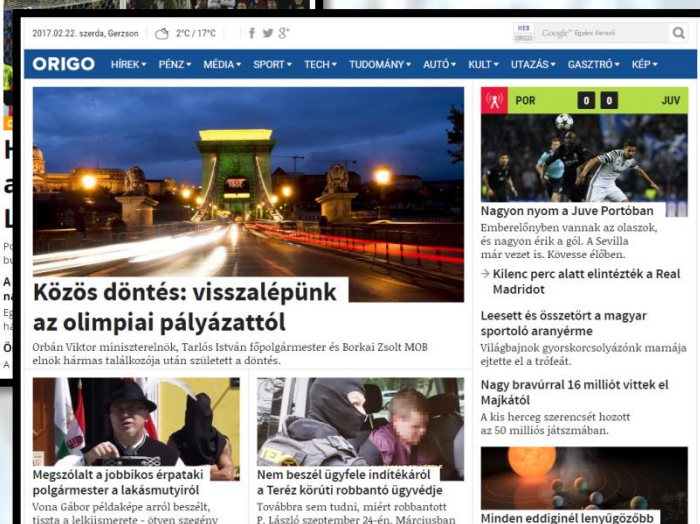 2017.02.22. szerda, Gerzson
2°C / 17°C
WEB
ORIGO
Google™ Egyéni Kereső
ORIGO HÍREK PÉNZ MÉDIA SPORT TECH TUDOMÁNY AUTÓ KULT UTAZÁS GASZTRÓ KÉP
Közös döntés: visszalépünk
az olimpiai pályázattól
Orbán Viktor miniszterelnök, Tarlós István főpolgármester és Borkai Zsolt MOB
elnök hármas találkozója után született a döntés.
Megszólalt a jobbikos érpataki
polgármester a lakásmutyiról
Vona Gábor példaképe arról beszélt,
tiszta a lelkiismerete - ötven szegény
Nem beszél ügyfele indítékáról
a Teréz körúti robbantó ügyvédje
Továbbra sem tudni, miért robbantott
P. László szeptember 24-én. Márciusban
POR 0 0 JUV
Nagyon nyom a Juve Portóban
Emberelőnyben vannak az olaszok,
és nagyon érik a gól. A Sevilla
már vezet is. Kövesse élőben.
→ Kilenc perc alatt elintézték a Real
Madridot
Leesett és összetört a magyar
sportoló aranyérme
Világbajnok gyorskorcsolyázónk mamája
ejtette el a trófeát.
Nagy bravúrral 16 milliót vittek el
Majkától
A kis herceg szerencsét hozott
az 50 milliós játszmában.
Minden eddiginél lenyűgözőbb